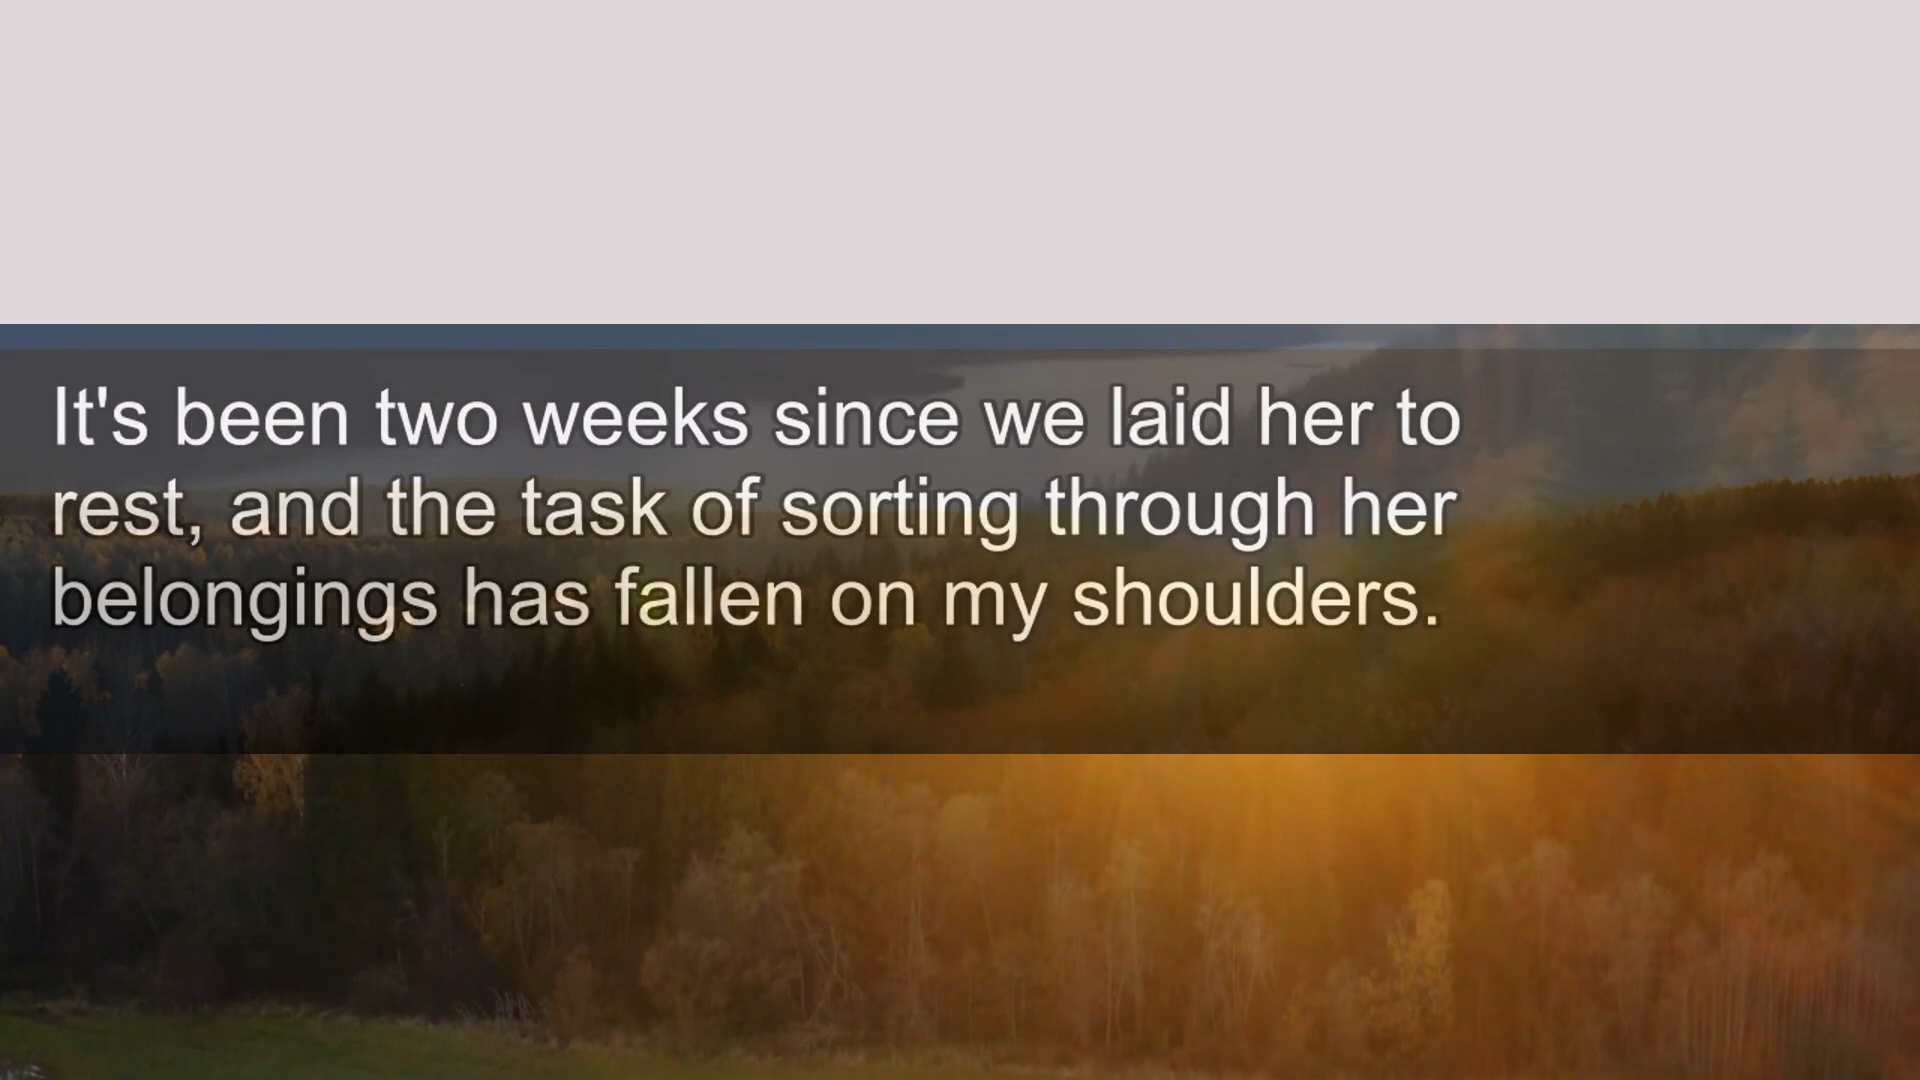 It's been two weeks since we laid her to
rest, and the task of sorting through her
belongings has fallen on my shoulders.